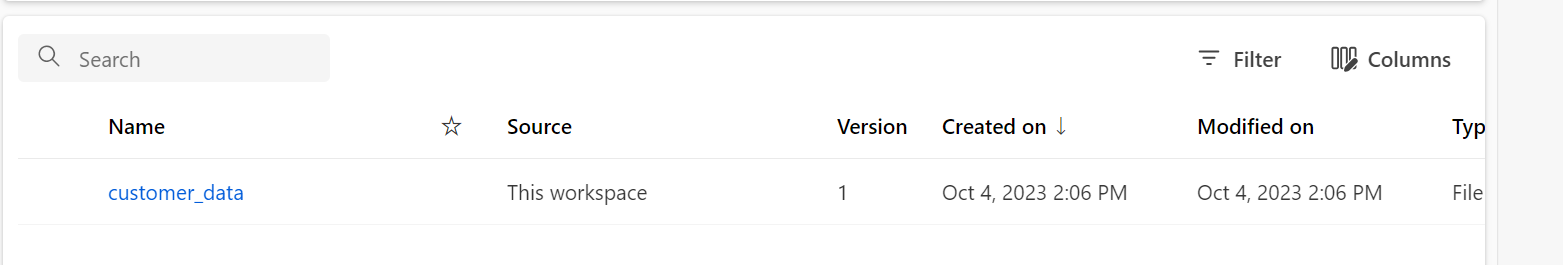 Search Filter Columns
Name Source Version Created on ↓ Modified on Typ
customer_data This workspace 1 Oct 4, 2023 2:06 PM Oct 4, 2023 2:06 PM File